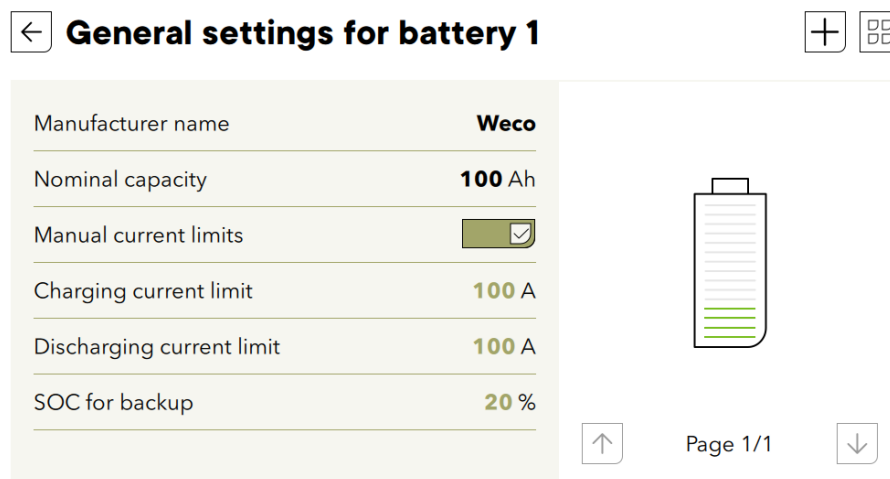 General settings for battery 1
Manufacturer name Weco
Nominal capacity 100 Ah
Manual current limits
Charging current limit 100 A
Discharging current limit 100 A
SOC for backup 20 %
Page 1/1